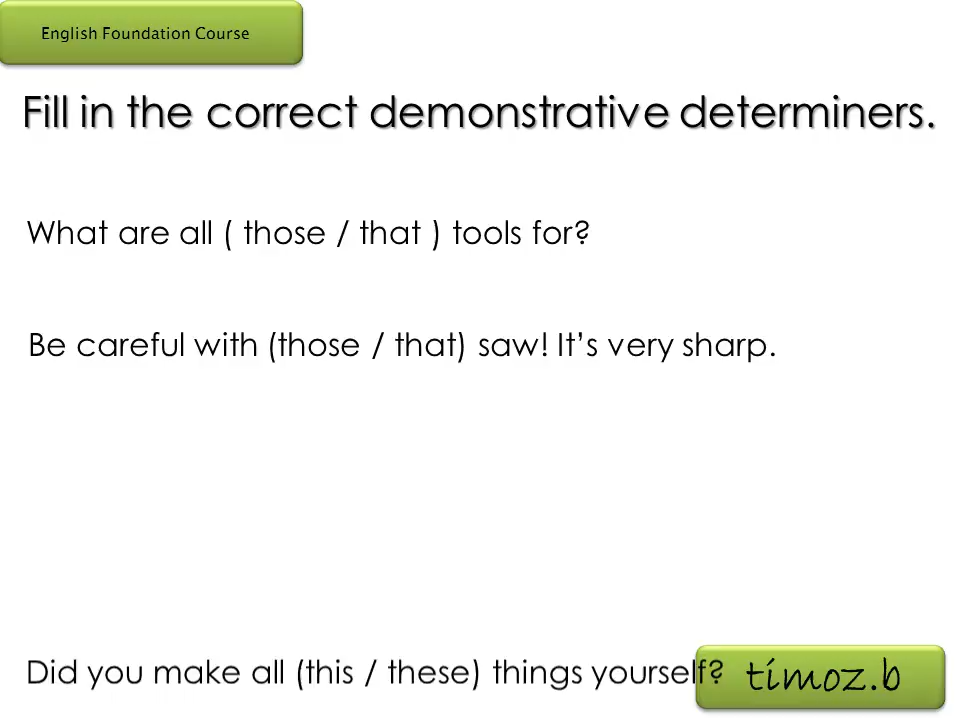 English Foundation Course
Fill in the correct demonstrative determiners.
What are all ( those / that ) tools for?
Be careful with (those / that) saw! It’s very sharp.
Did you make all (this / these) things yourself?
timoz.b